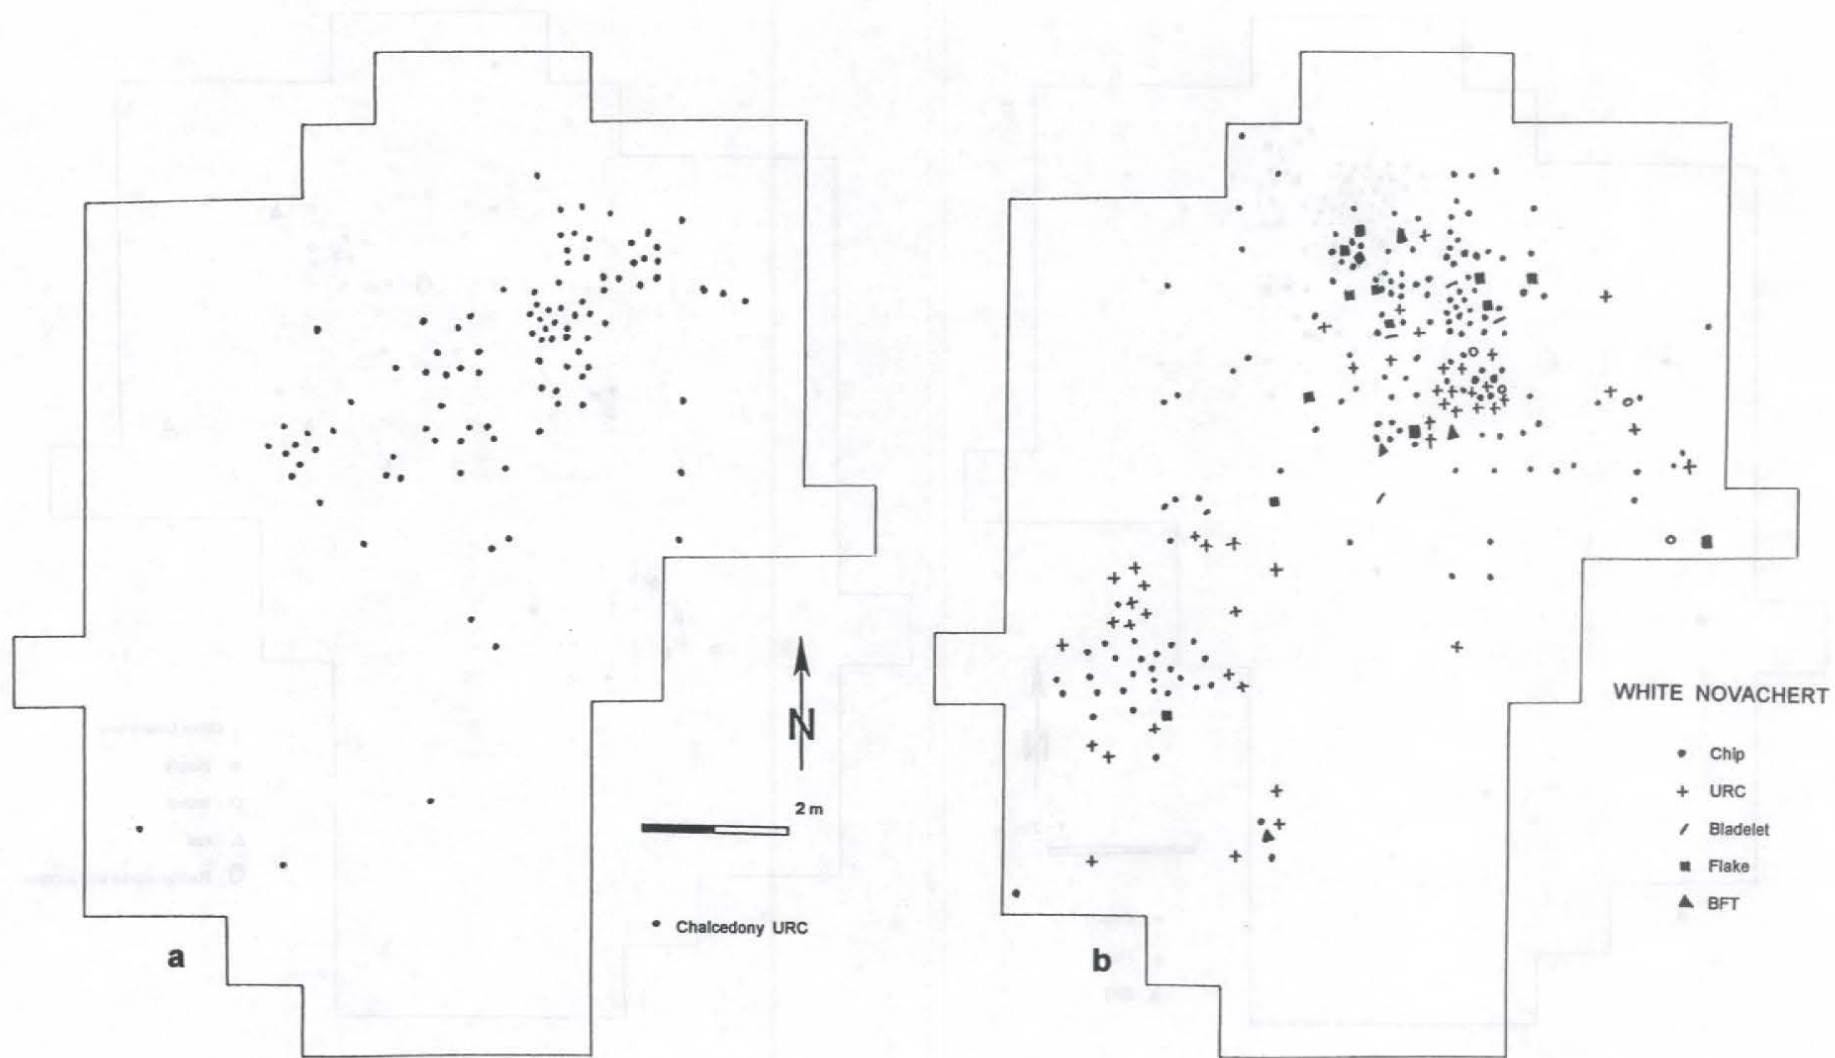 N
2 m
Chalcedony URC
a
WHITE NOVACHERT
Chip
URC
Bladelet
Flake
BFT
b